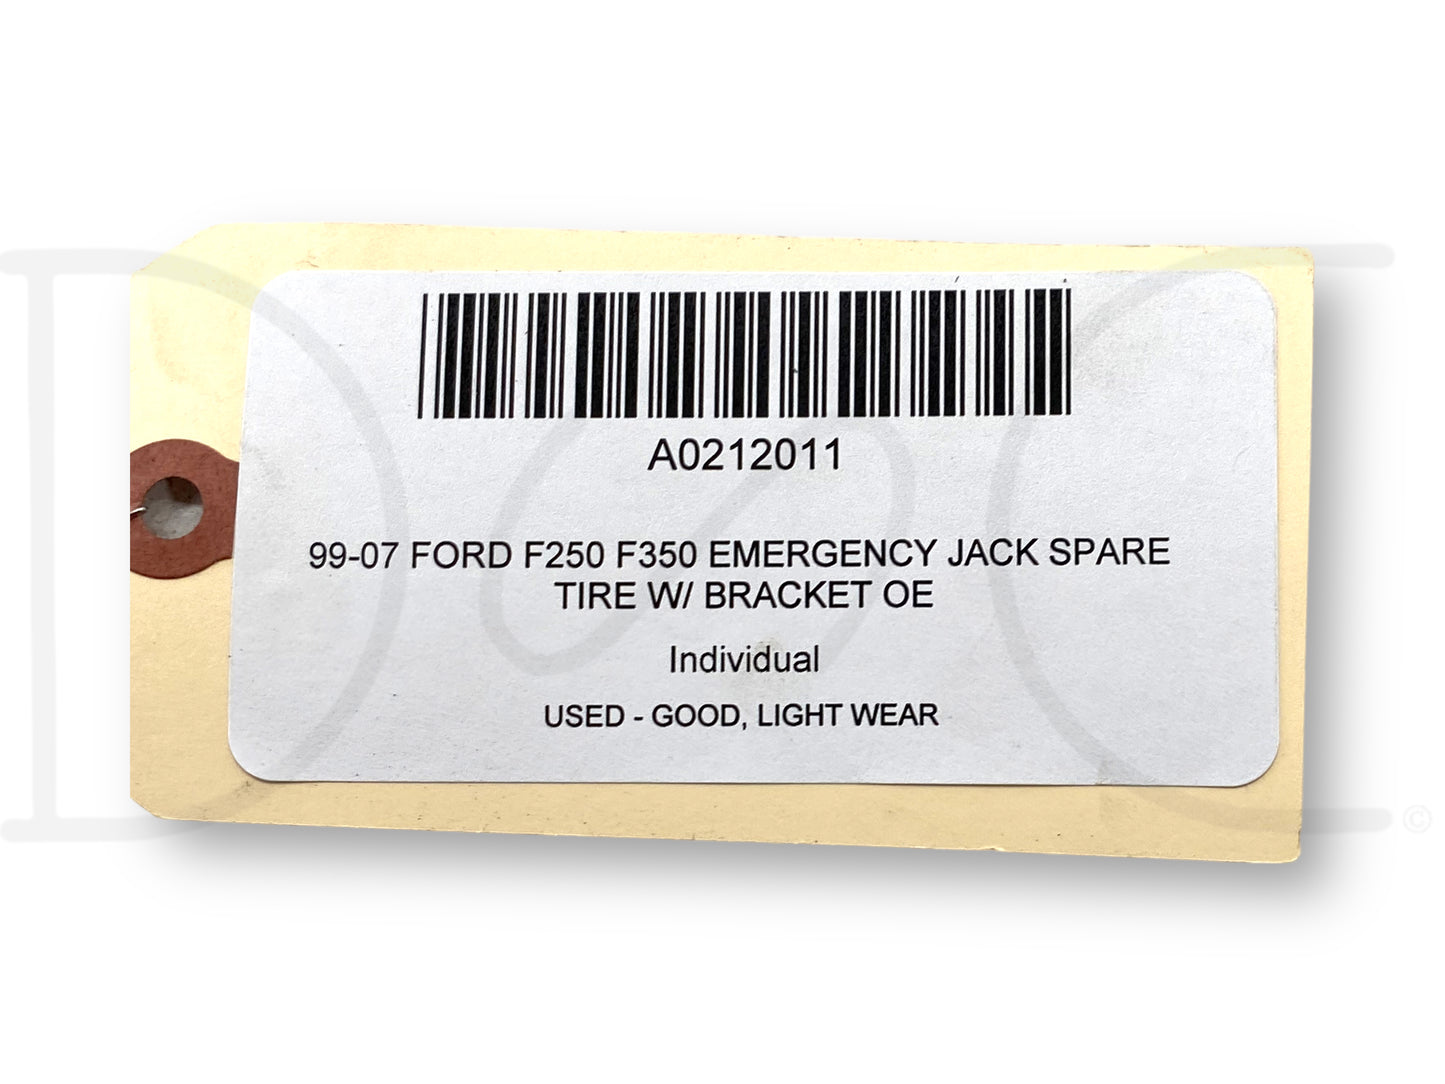 A0212011
99-07 FORD F250 F350 EMERGENCY JACK SPARE
TIRE W/ BRACKET OE
Individual
USED - GOOD, LIGHT WEAR
©